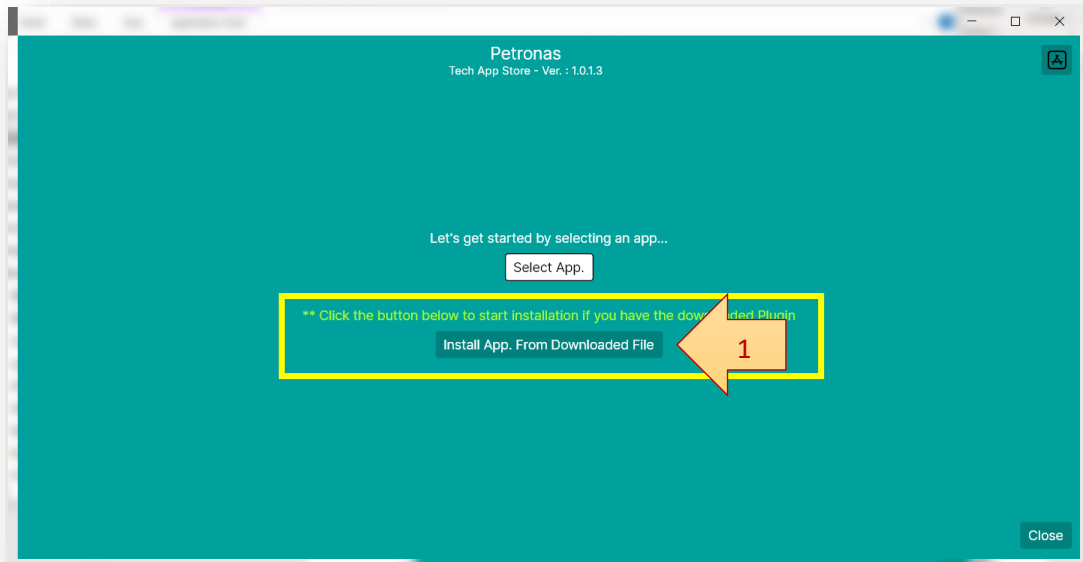 Petronas
Tech App Store - Ver. : 1.0.1.3
Let's get started by selecting an app...
Select App.
** Click the button below to start installation if you have the downloaded Plugin
Install App. From Downloaded File
1
Close